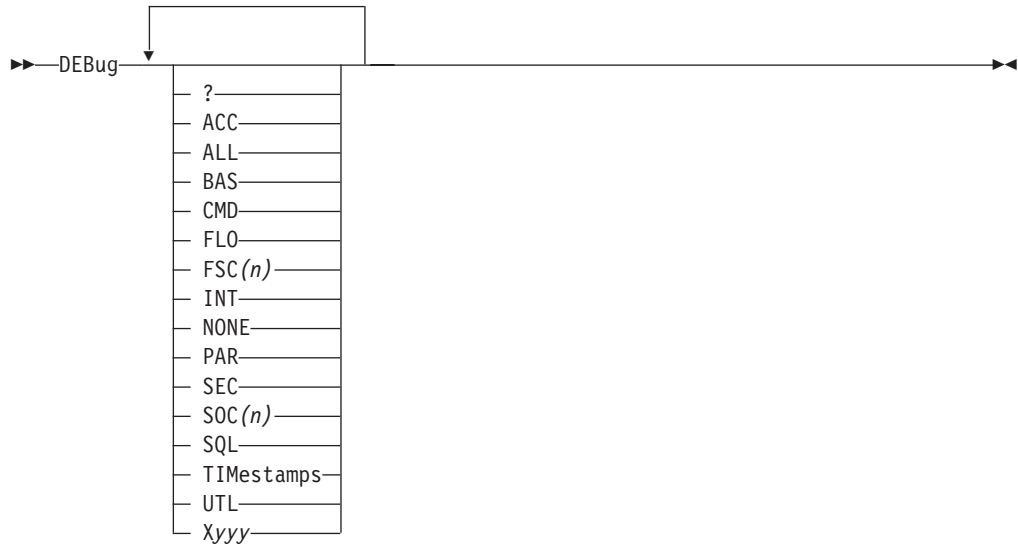 DEBug
?
ACC
ALL
BAS
CMD
FLO
FSC(n)
INT
NONE
PAR
SEC
SOC(n)
SQL
TIMestamps
UTL
Xyyy